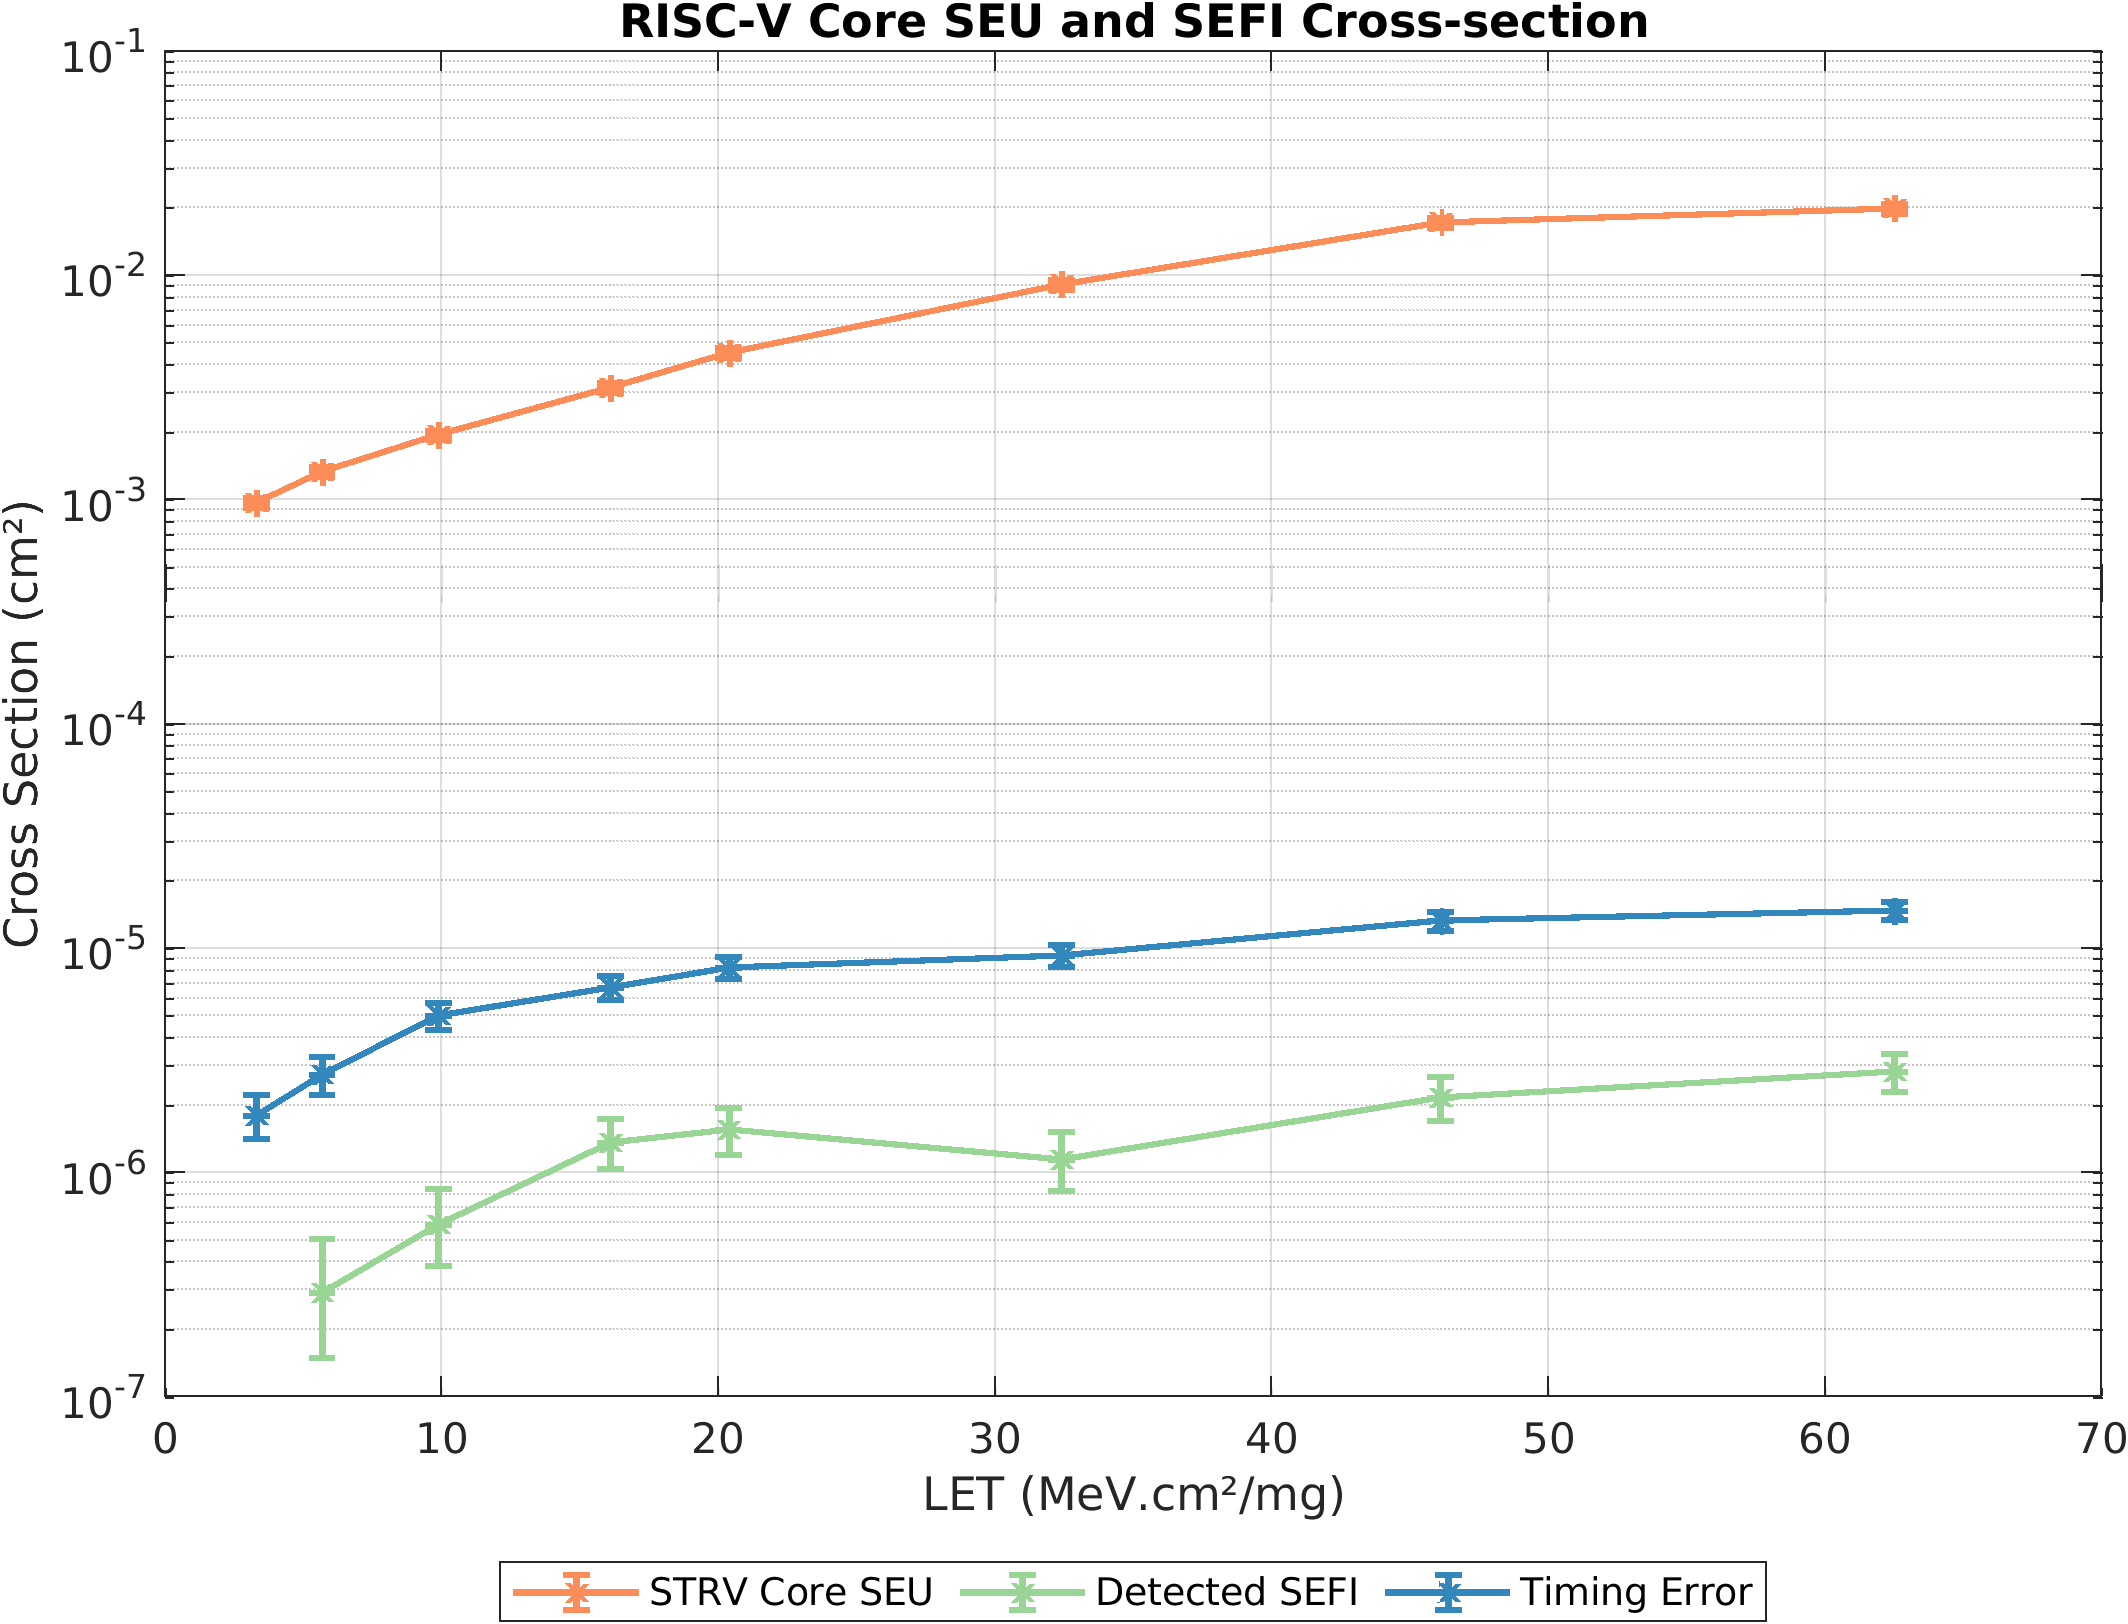 RISC-V Core SEU and SEFI Cross-section
Cross Section (cm²)
10⁻¹
10⁻²
10⁻³
10⁻⁴
10⁻⁵
10⁻⁶
10⁻⁷
0 10 20 30 40 50 60 70
LET (MeV.cm²/mg)
STRV Core SEU Detected SEFI Timing Error